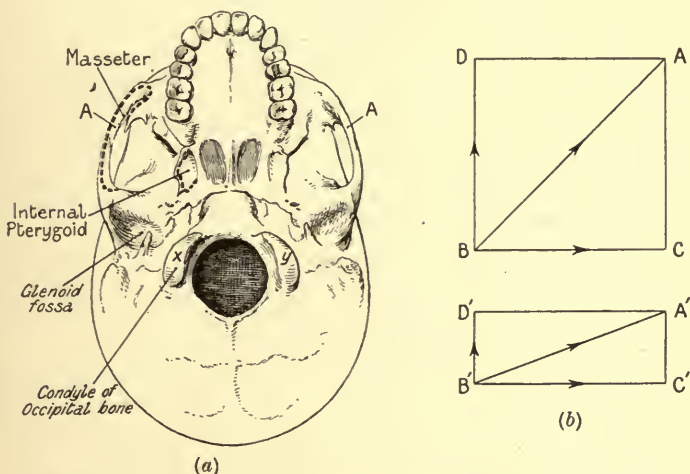 Masseter
A
A
Internal
Pterygoid
Glenoid
fossa
x
y
Condyle of
Occipital bone
(a)
D
A
B
C
D'
A'
B'
C'
(b)